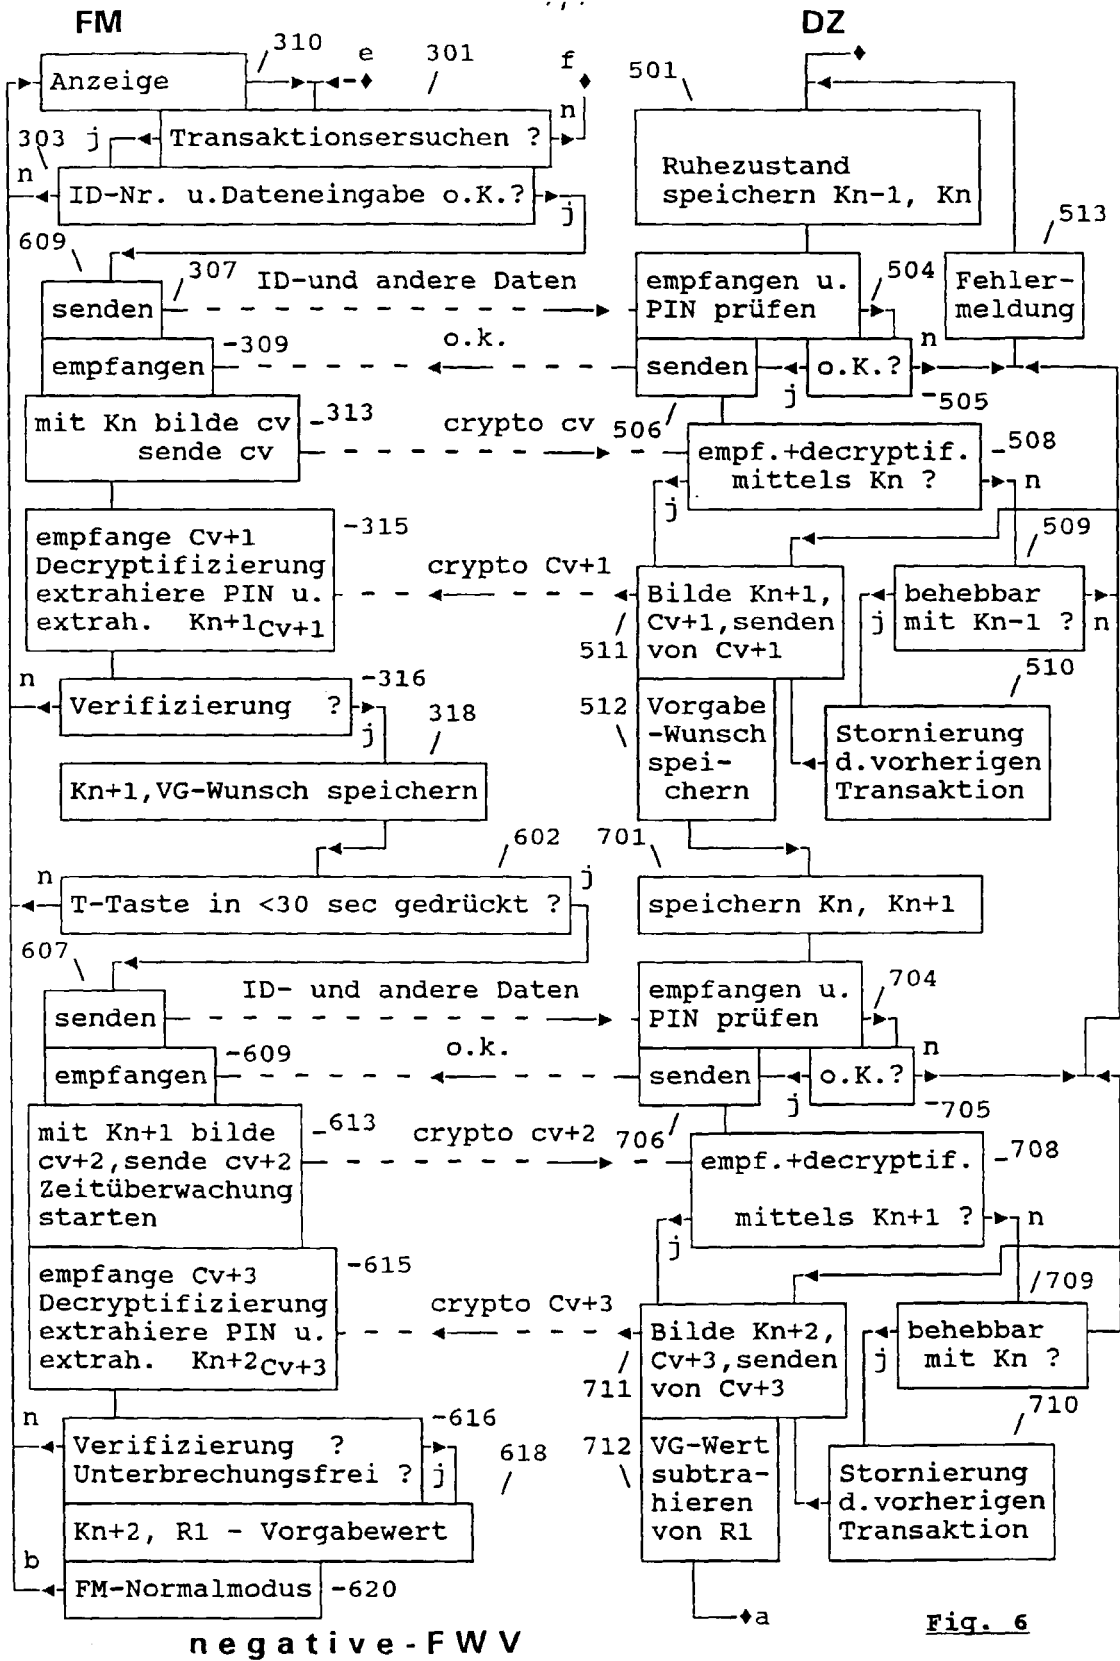 FM
DZ
310
e
301
f
501
Anzeige
n
303
j
Transaktionsersuchen ?
n
ID-Nr. u.Dateneingabe o.K.?
j
Ruhezustand
speichern Kn-1, Kn
513
609
307
ID-und andere Daten
senden
empfangen u.
PIN prüfen
504
Fehler-
meldung
-309
o.k.
empfangen
senden
j
o.K.?
n
-505
mit Kn bilde cv
sende cv
-313
crypto cv
506
empf.+decryptif.
mittels Kn ?
-508
j
n
empfange Cv+1
Decryptifizierung
extrahiere PIN u.
extrah. Kn+1Cv+1
-315
crypto Cv+1
509
Bilde Kn+1,
Cv+1,senden
von Cv+1
511
behebbar
mit Kn-1 ?
j
n
510
n
Verifizierung ?
-316
j
318
512
Vorgabe
-Wunsch
spei-
chern
Stornierung
d.vorherigen
Transaktion
Kn+1,VG-Wunsch speichern
602
701
n
T-Taste in <30 sec gedrückt ?
j
speichern Kn, Kn+1
607
ID- und andere Daten
senden
empfangen u.
PIN prüfen
704
-609
o.k.
empfangen
senden
j
o.K.?
n
-705
mit Kn+1 bilde
cv+2,sende cv+2
Zeitüberwachung
starten
-613
crypto cv+2
706
empf.+decryptif.
mittels Kn+1 ?
-708
j
n
empfange Cv+3
Decryptifizierung
extrahiere PIN u.
extrah. Kn+2Cv+3
-615
crypto Cv+3
709
Bilde Kn+2,
Cv+3,senden
von Cv+3
711
behebbar
mit Kn ?
j
710
n
Verifizierung ?
Unterbrechungsfrei ?
-616
j
618
712
VG-Wert
subtra-
hieren
von R1
Stornierung
d.vorherigen
Transaktion
Kn+2, R1 - Vorgabewert
b
FM-Normalmodus
-620
a
Fig. 6
negative-FWV